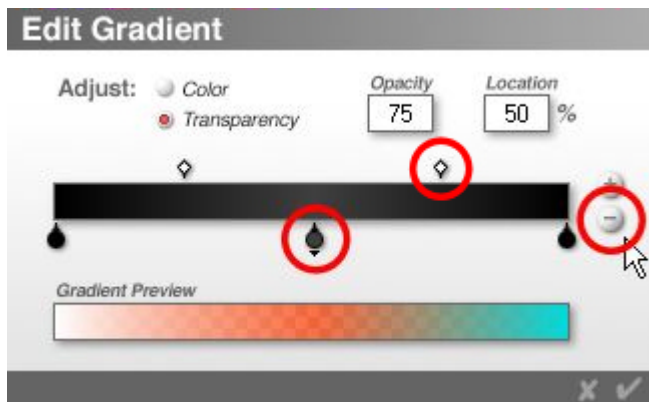 Edit Gradient
Adjust: Color Opacity Location
Transparency 75 50 %
Gradient Preview